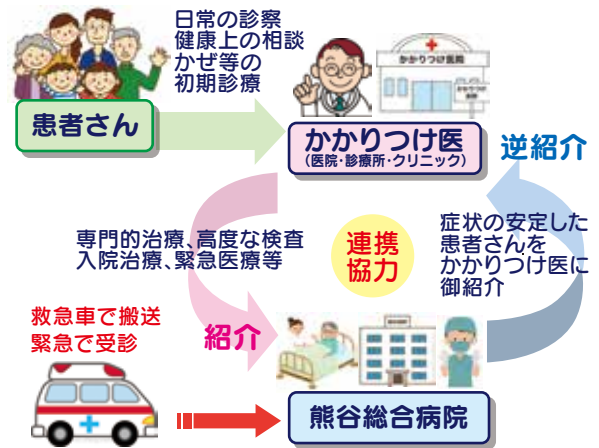 日常の診察
健康上の相談
かぜ等の
初期診療
患者さん
かかりつけ医院
かかりつけ医
(医院・診療所・クリニック)
逆紹介
専門的治療、高度な検査
入院治療、緊急医療等
連携
協力
症状の安定した
患者さんを
かかりつけ医に
御紹介
救急車で搬送
緊急で受診
紹介
熊谷総合病院